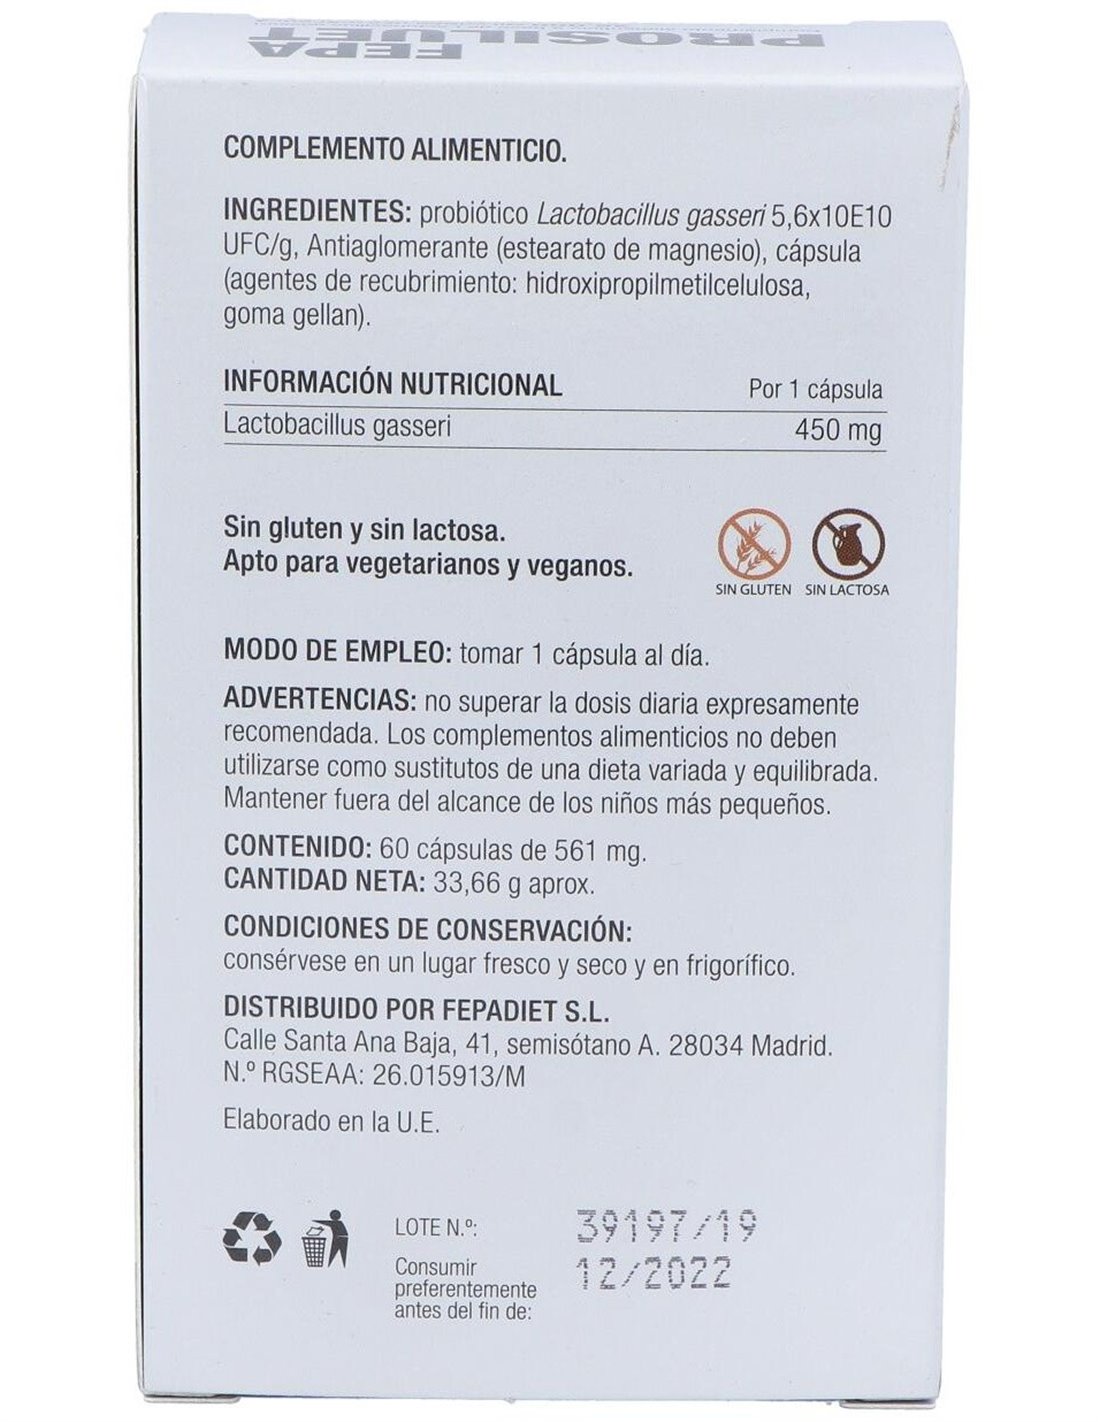 FEPA PROSILUET
COMPLEMENTO ALIMENTICIO.
INGREDIENTES: probiótico Lactobacillus gasseri 5,6x10E10
UFC/g, Antiaglomerante (estearato de magnesio), cápsula
(agentes de recubrimiento: hidroxipropilmetilcelulosa,
goma gellan).
INFORMACIÓN NUTRICIONAL Por 1 cápsula
Lactobacillus gasseri 450 mg
Sin gluten y sin lactosa.
Apto para vegetarianos y veganos.
SIN GLUTEN SIN LACTOSA
MODO DE EMPLEO: tomar 1 cápsula al día.
ADVERTENCIAS: no superar la dosis diaria expresamente
recomendada. Los complementos alimenticios no deben
utilizarse como sustitutos de una dieta variada y equilibrada.
Mantener fuera del alcance de los niños más pequeños.
CONTENIDO: 60 cápsulas de 561 mg.
CANTIDAD NETA: 33,66 g aprox.
CONDICIONES DE CONSERVACIÓN:
consérvese en un lugar fresco y seco y en frigorífico.
DISTRIBUIDO POR FEPADIET S.L.
Calle Santa Ana Baja, 41, semisótano A. 28034 Madrid.
N.º RGSEAA: 26.015913/M
Elaborado en la U.E.
LOTE N.º: 39197/19
Consumir 12/2022
preferentemente
antes del fin de: